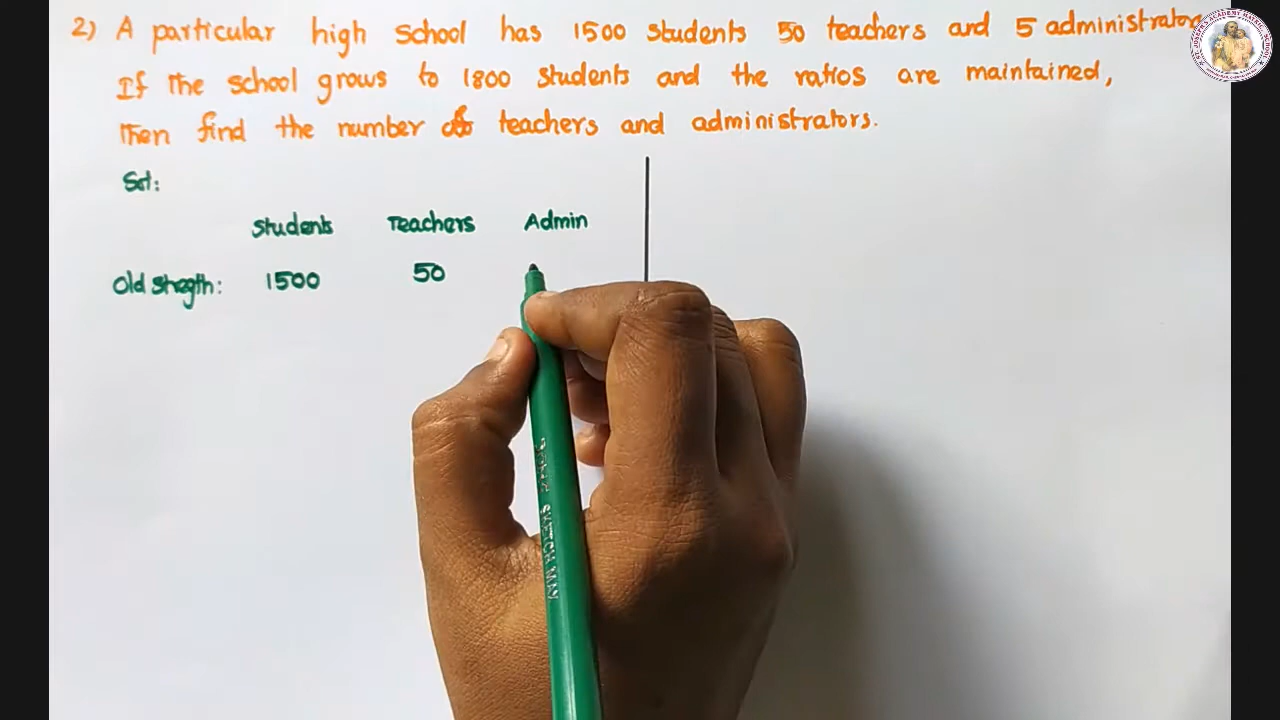 2) A particular high school has 1500 students 50 teachers and 5 administrators
If the school grows to 1800 students and the ratios are maintained,
then find the number of teachers and administrators.
Sol:
Students Teachers Admin
Old stregth: 1500 50
SKETCH